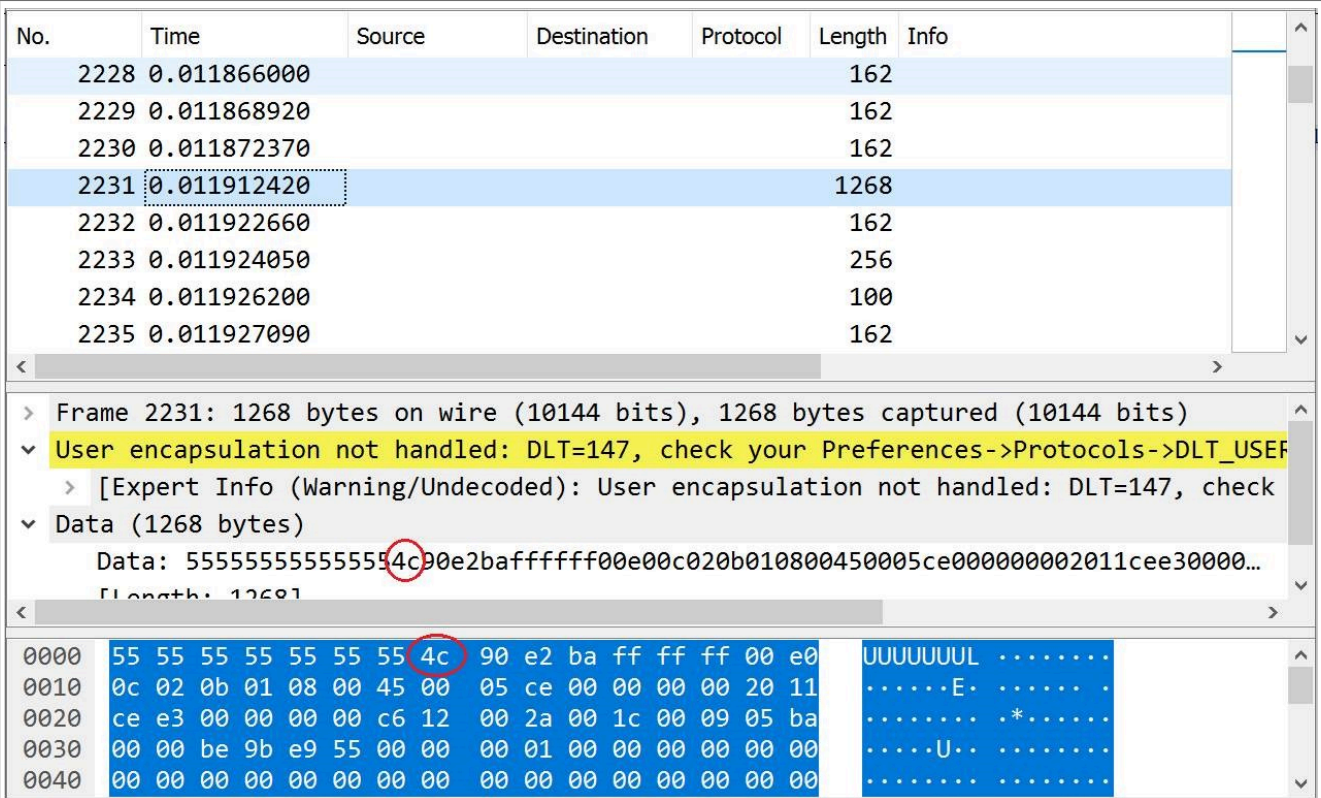 No. Time Source Destination Protocol Length Info
2228 0.011866000 162
2229 0.011868920 162
2230 0.011872370 162
2231 0.011912420 1268
2232 0.011922660 162
2233 0.011924050 256
2234 0.011926200 100
2235 0.011927090 162
> Frame 2231: 1268 bytes on wire (10144 bits), 1268 bytes captured (10144 bits)
User encapsulation not handled: DLT=147, check your Preferences->Protocols->DLT_USER
> [Expert Info (Warning/Undecoded): User encapsulation not handled: DLT=147, check
Data (1268 bytes)
Data: 555555555555554c90e2baffffff00e00c020b010800450005ce000000002011cee30000…
[Length: 1268]
0000 55 55 55 55 55 55 55 4c 90 e2 ba ff ff ff 00 e0 UUUUUUUL ········
0010 0c 02 0b 01 08 00 45 00 05 ce 00 00 00 00 20 11 ······E· ······ ·
0020 ce e3 00 00 00 00 c6 12 00 2a 00 1c 00 09 05 ba ········ ·*······
0030 00 00 be 9b e9 55 00 00 00 01 00 00 00 00 00 00 ·····U·· ········
0040 00 00 00 00 00 00 00 00 00 00 00 00 00 00 00 00 ········ ········